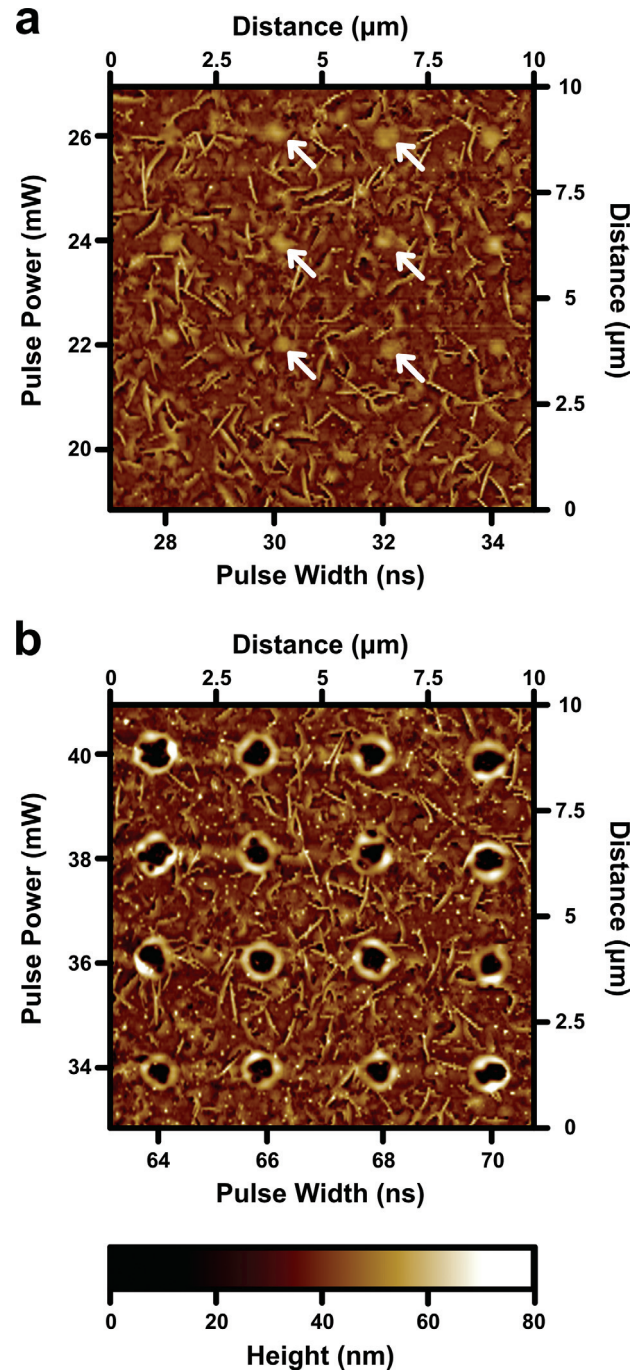 a
Distance (µm)
0 2.5 5 7.5 10
Pulse Power (mW)
26
24
22
20
10
7.5
5
2.5
0
Distance (µm)
28 30 32 34
Pulse Width (ns)
b
Distance (µm)
0 2.5 5 7.5 10
Pulse Power (mW)
40
38
36
34
10
7.5
5
2.5
0
Distance (µm)
64 66 68 70
Pulse Width (ns)
0 20 40 60 80
Height (nm)